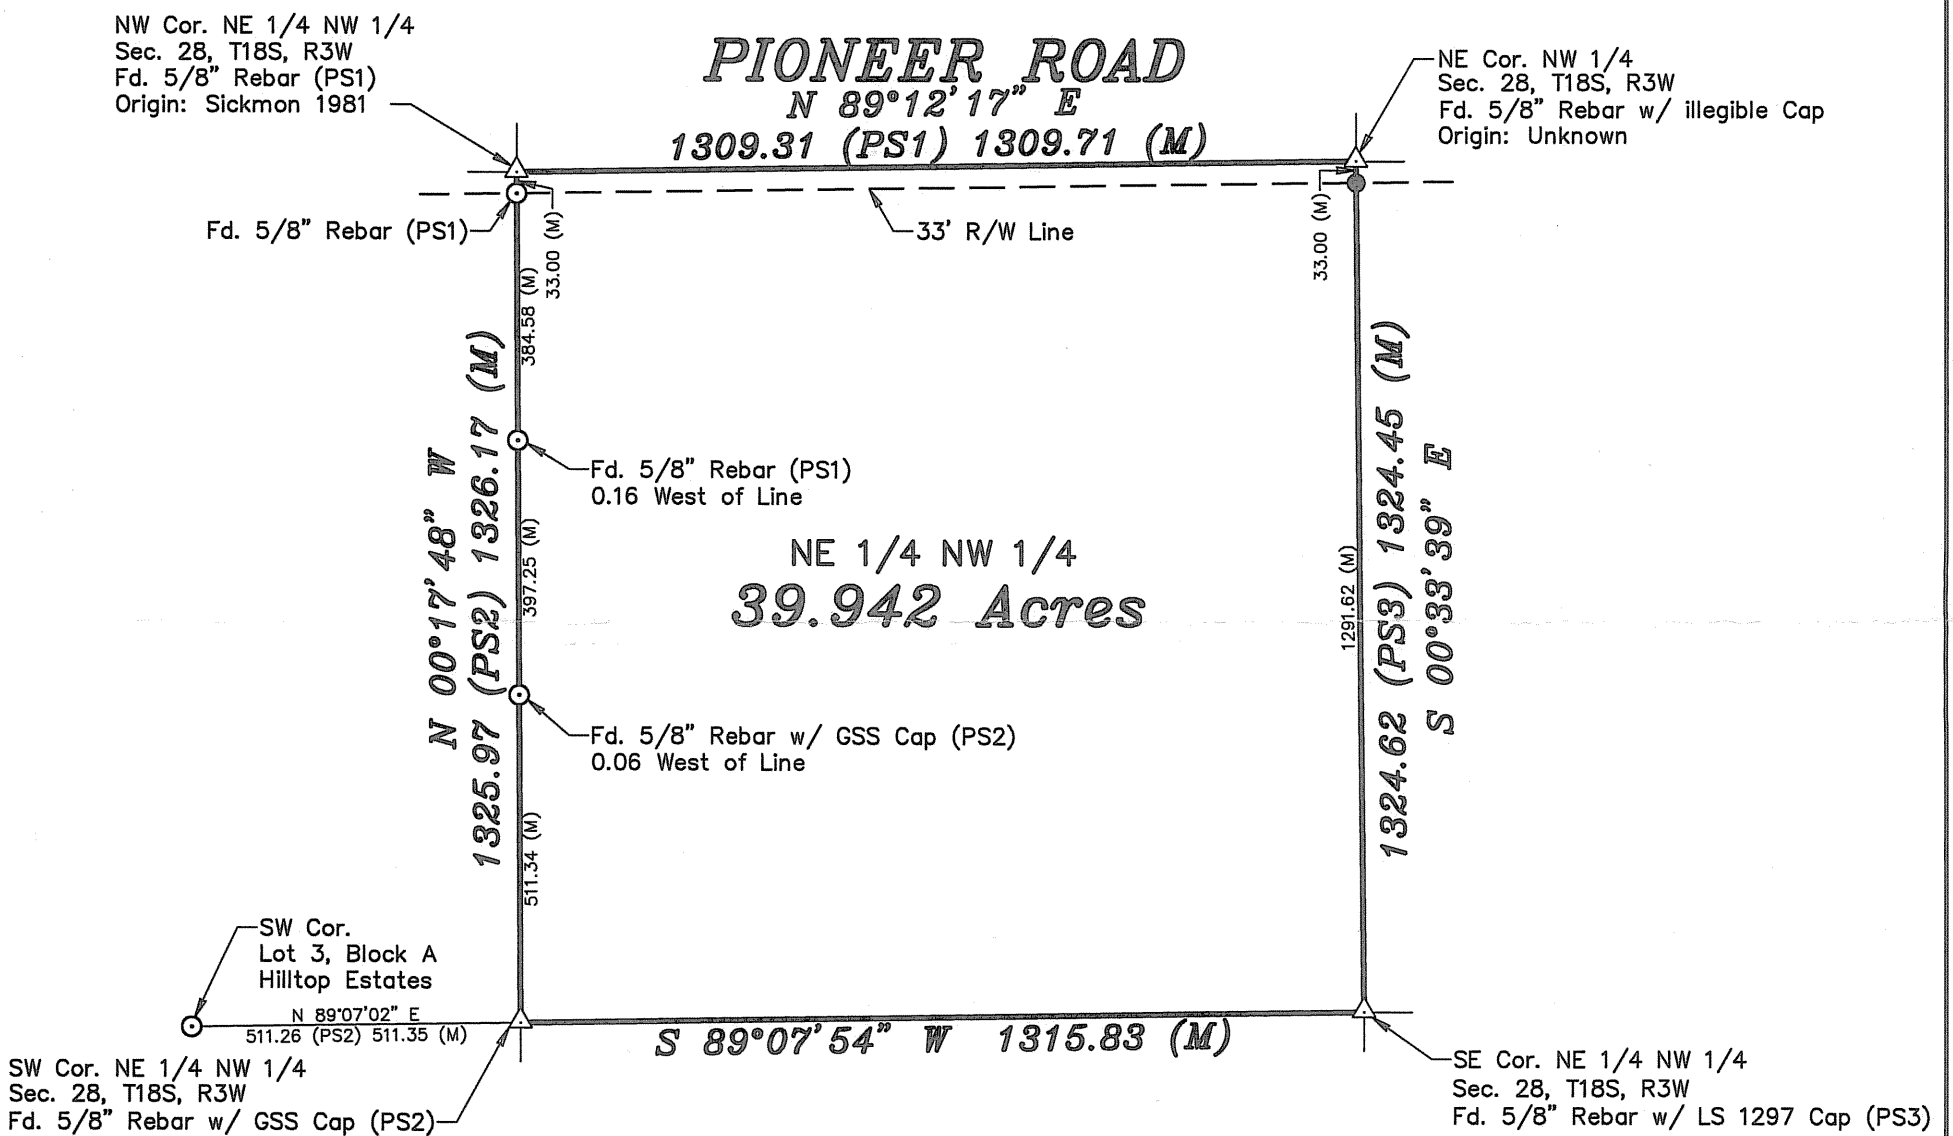 NW Cor. NE 1/4 NW 1/4
Sec. 28, T18S, R3W
Fd. 5/8" Rebar (PS1)
Origin: Sickmon 1981
PIONEER ROAD
N 89°12'17" E
1309.31 (PS1) 1309.71 (M)
NE Cor. NW 1/4
Sec. 28, T18S, R3W
Fd. 5/8" Rebar w/ illegible Cap
Origin: Unknown
Fd. 5/8" Rebar (PS1)
33.00 (M)
33' R/W Line
33.00 (M)
384.58 (M)
N 00°17'48" W
1325.97 (PS2) 1326.17 (M)
Fd. 5/8" Rebar (PS1)
0.16 West of Line
397.25 (M)
NE 1/4 NW 1/4
39.942 Acres
1291.62 (M)
1324.62 (PS3) 1324.45 (M)
S 00°33'39" E
Fd. 5/8" Rebar w/ GSS Cap (PS2)
0.06 West of Line
511.34 (M)
SW Cor.
Lot 3, Block A
Hilltop Estates
N 89°07'02" E
511.26 (PS2) 511.35 (M)
S 89°07'54" W 1315.83 (M)
SW Cor. NE 1/4 NW 1/4
Sec. 28, T18S, R3W
Fd. 5/8" Rebar w/ GSS Cap (PS2)
SE Cor. NE 1/4 NW 1/4
Sec. 28, T18S, R3W
Fd. 5/8" Rebar w/ LS 1297 Cap (PS3)